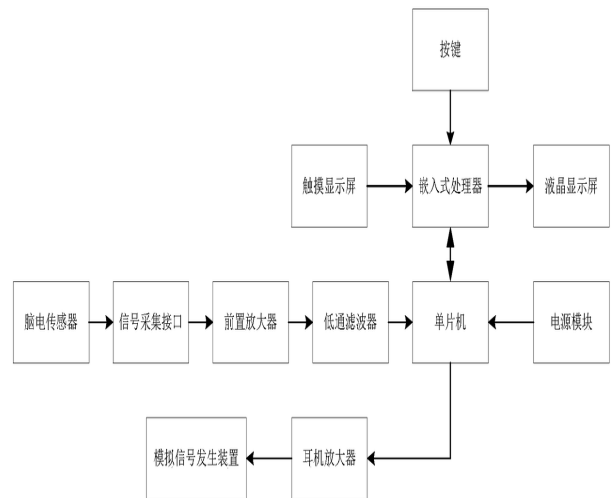 按键
触摸显示屏
嵌入式处理器
液晶显示屏
脑电传感器
信号采集接口
前置放大器
低通滤波器
单片机
电源模块
模拟信号发生装置
耳机放大器